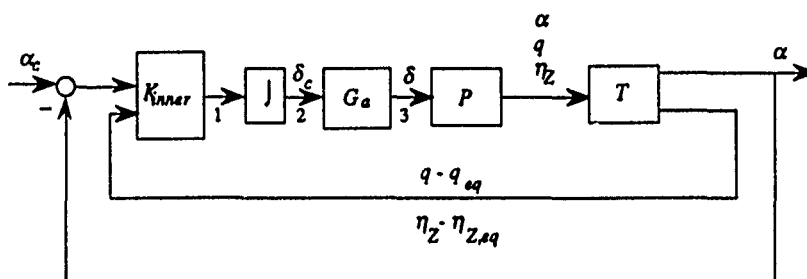 α
q
η_Z
α_c
K_inner
∫
δ_c
G_a
δ
P
T
α
−
1
2
3
q - q_eq
η_Z - η_Z,eq